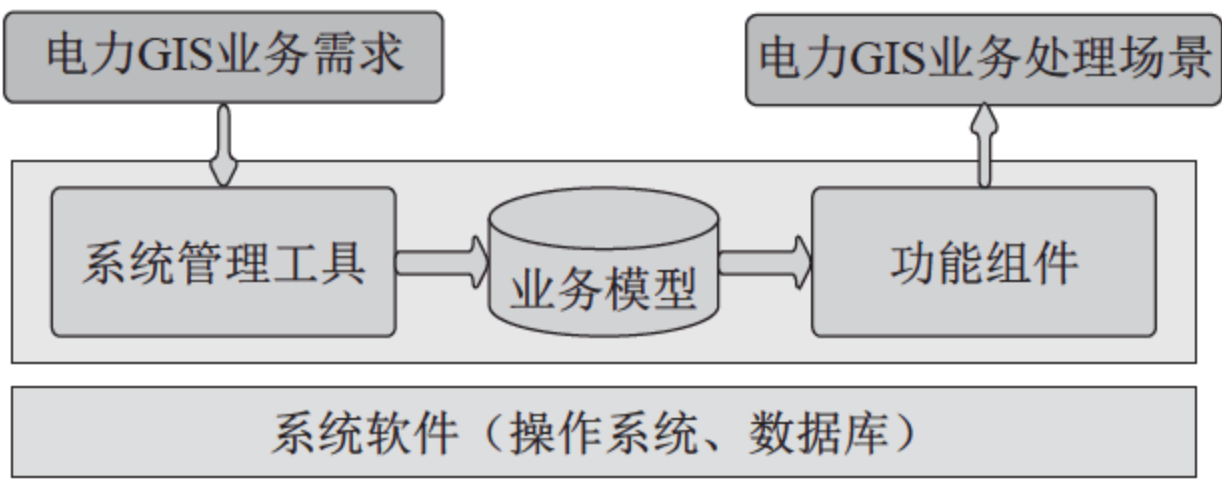 电力GIS业务需求
电力GIS业务处理场景
系统管理工具
业务模型
功能组件
系统软件（操作系统、数据库）